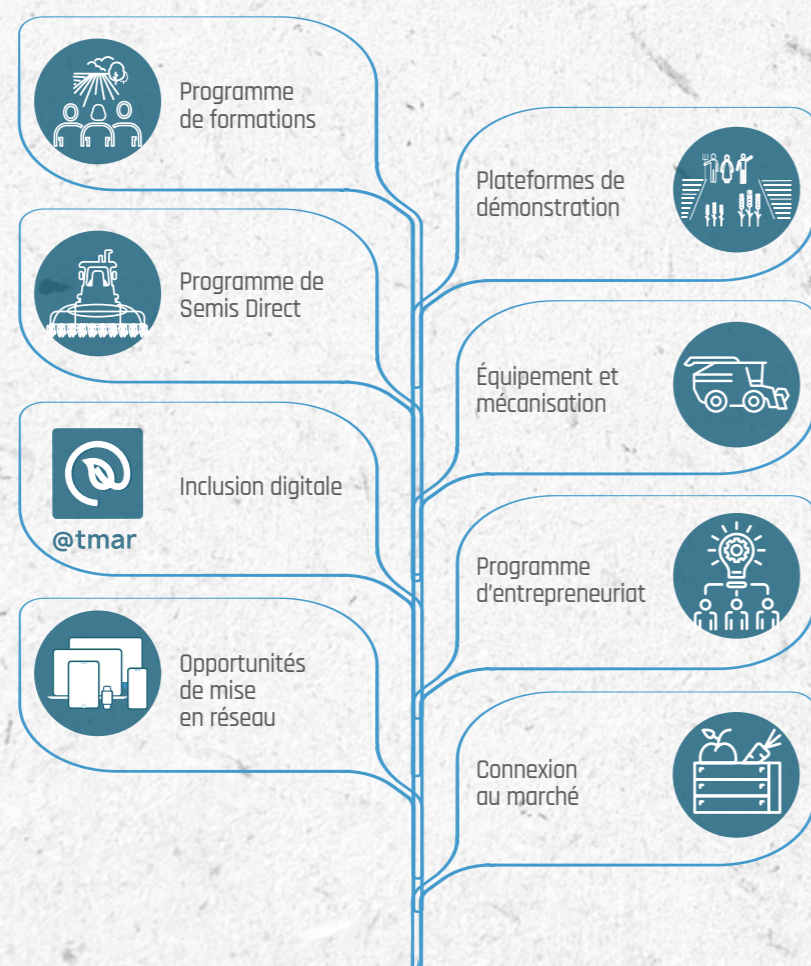 Programme
de formations
Plateformes de
démonstration
Programme de
Semis Direct
Équipement et
mécanisation
Inclusion digitale
@tmar
Programme
d'entrepreneuriat
Opportunités
de mise
en réseau
Connexion
au marché